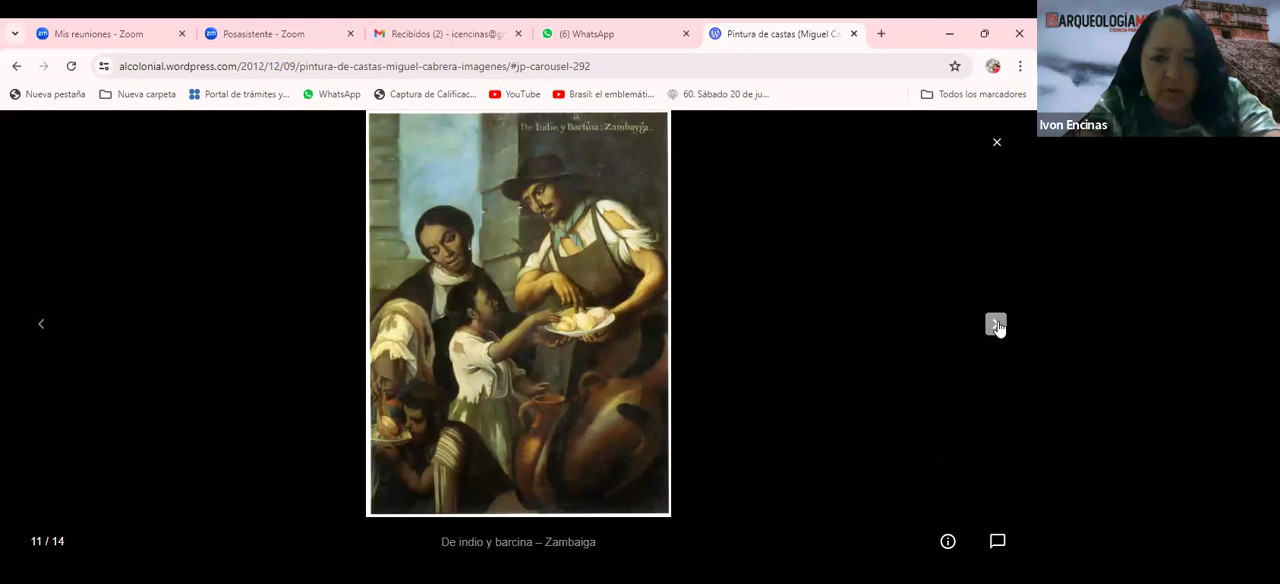 Mis reuniones - Zoom
Posasistente - Zoom
Recibidos (2) - icencinas@g
(6) WhatsApp
Pintura de castas (Miguel Ca
alcolonial.wordpress.com/2012/12/09/pintura-de-castas-miguel-cabrera-imagenes/#jp-carousel-292
Nueva pestaña
Nueva carpeta
Portal de trámites y...
WhatsApp
Captura de Calificac...
YouTube
Brasil: el emblemáti...
60. Sábado 20 de ju...
Todos los marcadores
ARQUEOLOGÍA
Ivon Encinas
De Indio, y Barcina; Zambayga.
11 / 14
De indio y barcina – Zambaiga